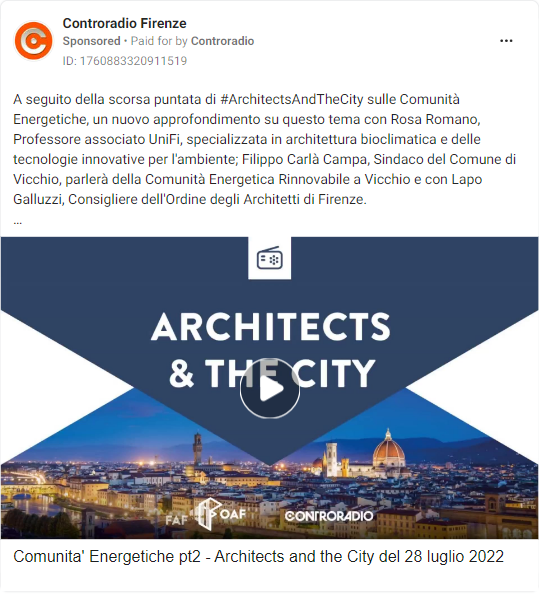 Controradio Firenze
Sponsored • Paid for by Controradio
ID: 1760883320911519
A seguito della scorsa puntata di #ArchitectsAndTheCity sulle Comunità
Energetiche, un nuovo approfondimento su questo tema con Rosa Romano,
Professore associato UniFi, specializzata in architettura bioclimatica e delle
tecnologie innovative per l'ambiente; Filippo Carlà Campa, Sindaco del Comune di
Vicchio, parlerà della Comunità Energetica Rinnovabile a Vicchio e con Lapo
Galluzzi, Consigliere dell'Ordine degli Architetti di Firenze.
...
ARCHITECTS
& THE CITY
FAF OAF CONTRORADIO
Comunita' Energetiche pt2 - Architects and the City del 28 luglio 2022